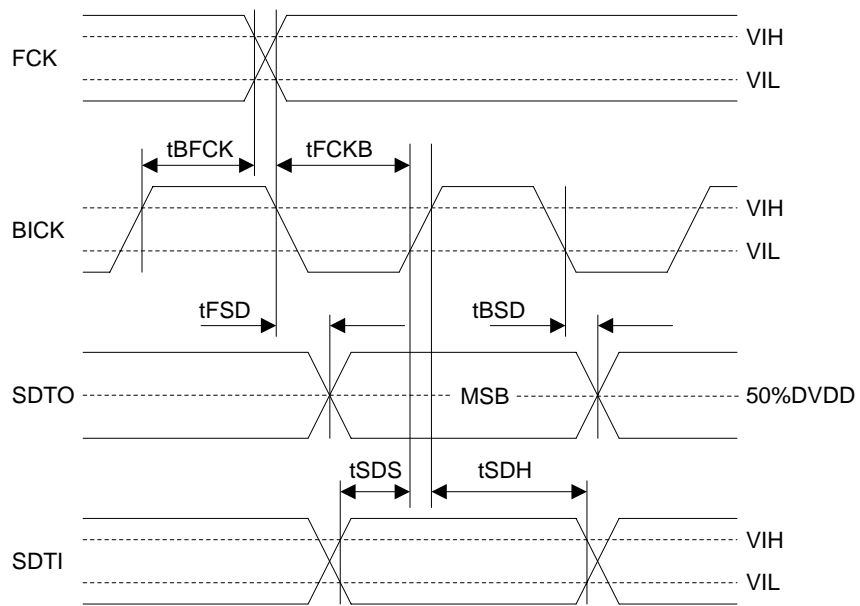 VIH
FCK
VIL
tBFCK
tFCKB
VIH
BICK
VIL
tFSD
tBSD
SDTO
MSB
50%DVDD
tSDS
tSDH
VIH
SDTI
VIL